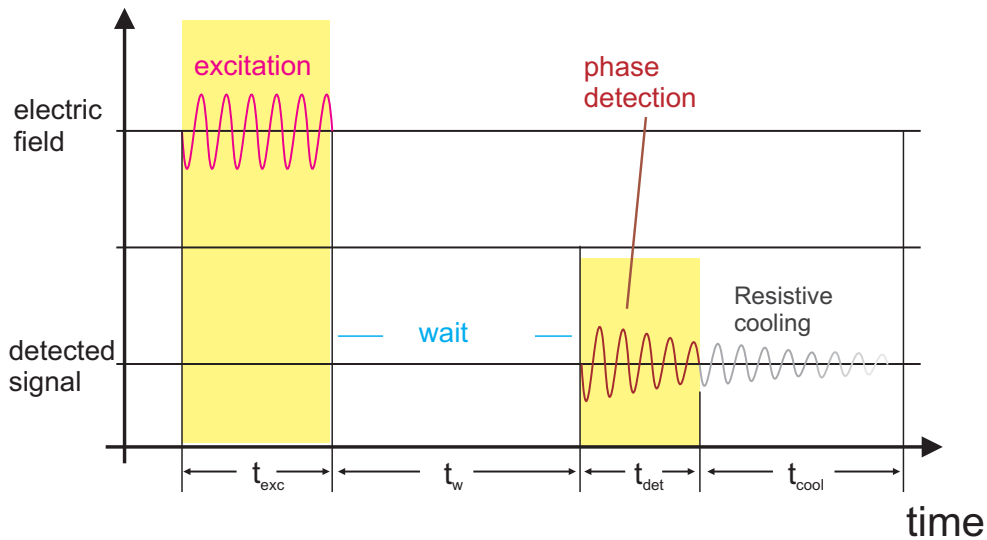 excitation
phase
detection
electric
field
Resistive
cooling
wait
detected
signal
t_exc
t_w
t_det
t_cool
time